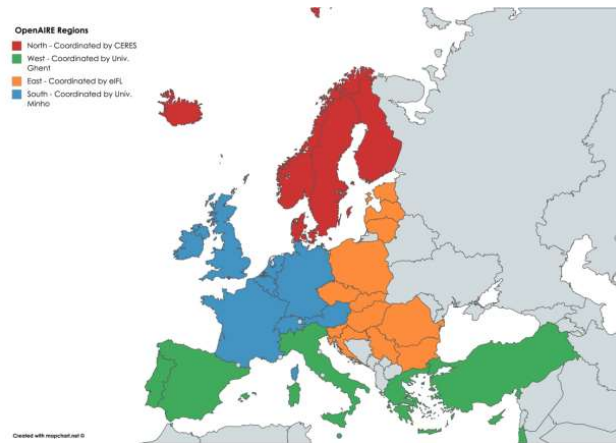 OpenAIRE Regions
North - Coordinated by CERES
West - Coordinated by Univ.
Ghent
East - Coordinated by eIFL
South - Coordinated by Univ.
Minho
Created with mapchart.net ©